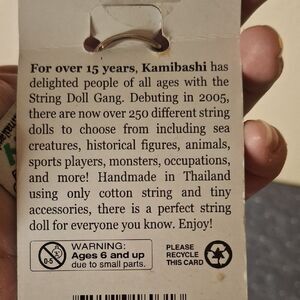 For over 15 years, Kamibashi has
delighted people of all ages with the
String Doll Gang. Debuting in 2005,
there are now over 250 different string
dolls to choose from including sea
creatures, historical figures, animals,
sports players, monsters, occupations,
and more! Handmade in Thailand
using only cotton string and tiny
accessories, there is a perfect string
doll for everyone you know. Enjoy!
0-5
WARNING:
Ages 6 and up
due to small parts.
PLEASE
RECYCLE
THIS CARD